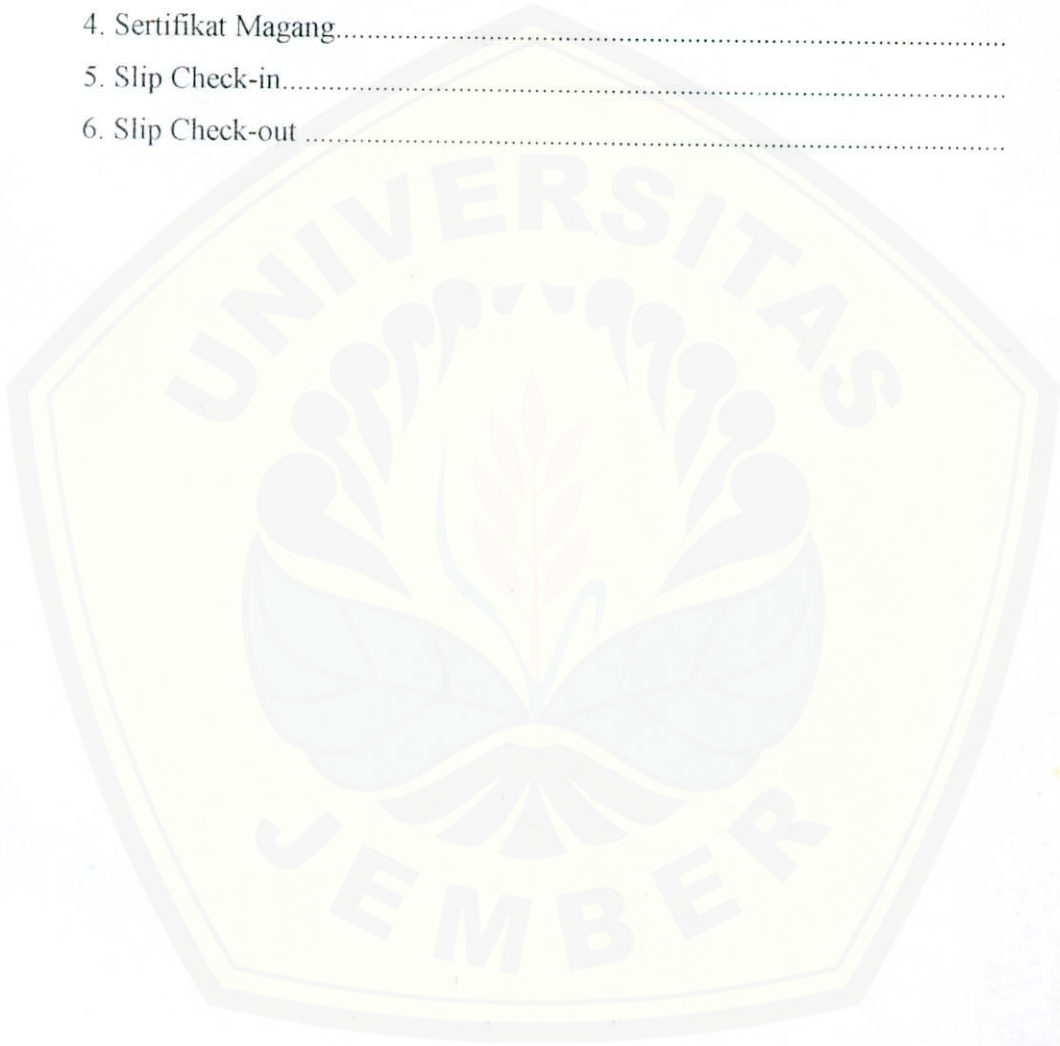 4. Sertifikat Magang..........................................................................................
5. Slip Check-in..................................................................................................
6. Slip Check-out ...............................................................................................
UNIVERSITAS
JEMBER